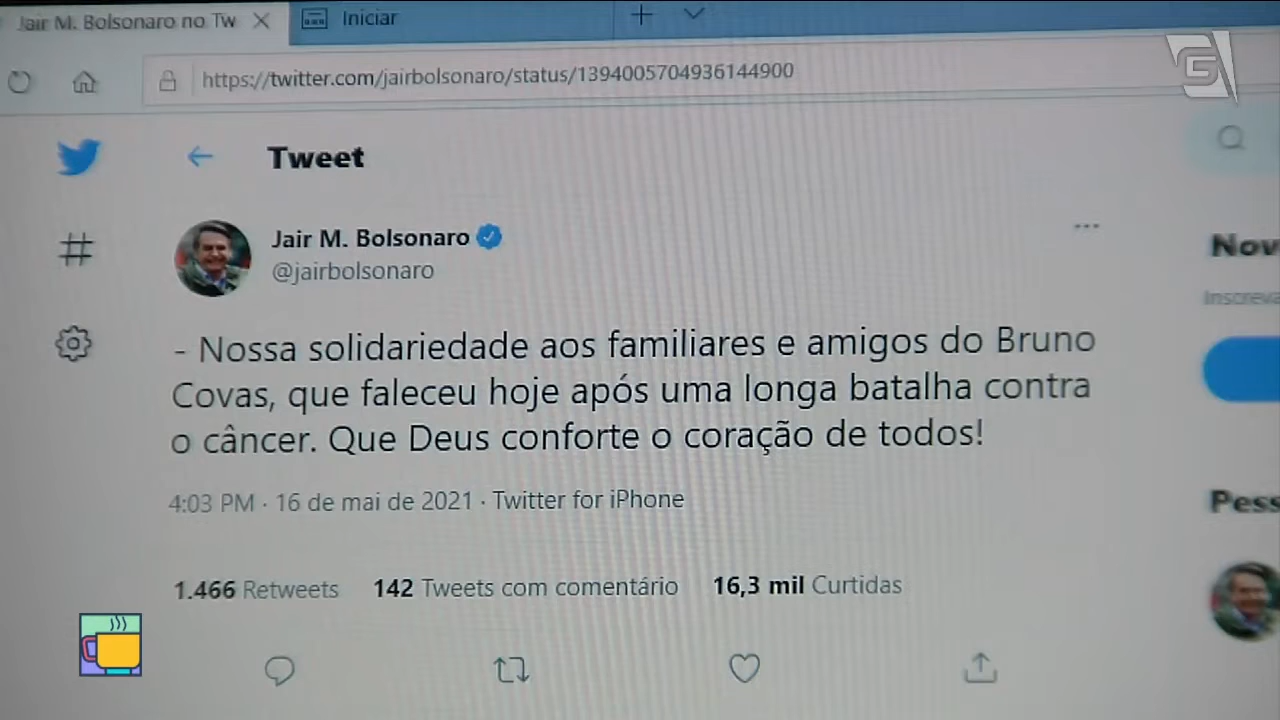 Jair M. Bolsonaro no Tw
Iniciar
https://twitter.com/jairbolsonaro/status/1394005704936144900
G
Tweet
Jair M. Bolsonaro
@jairbolsonaro
Nov
Inscreva
- Nossa solidariedade aos familiares e amigos do Bruno
Covas, que faleceu hoje após uma longa batalha contra
o câncer. Que Deus conforte o coração de todos!
4:03 PM · 16 de mai de 2021 · Twitter for iPhone
Pess
1.466 Retweets 142 Tweets com comentário 16,3 mil Curtidas